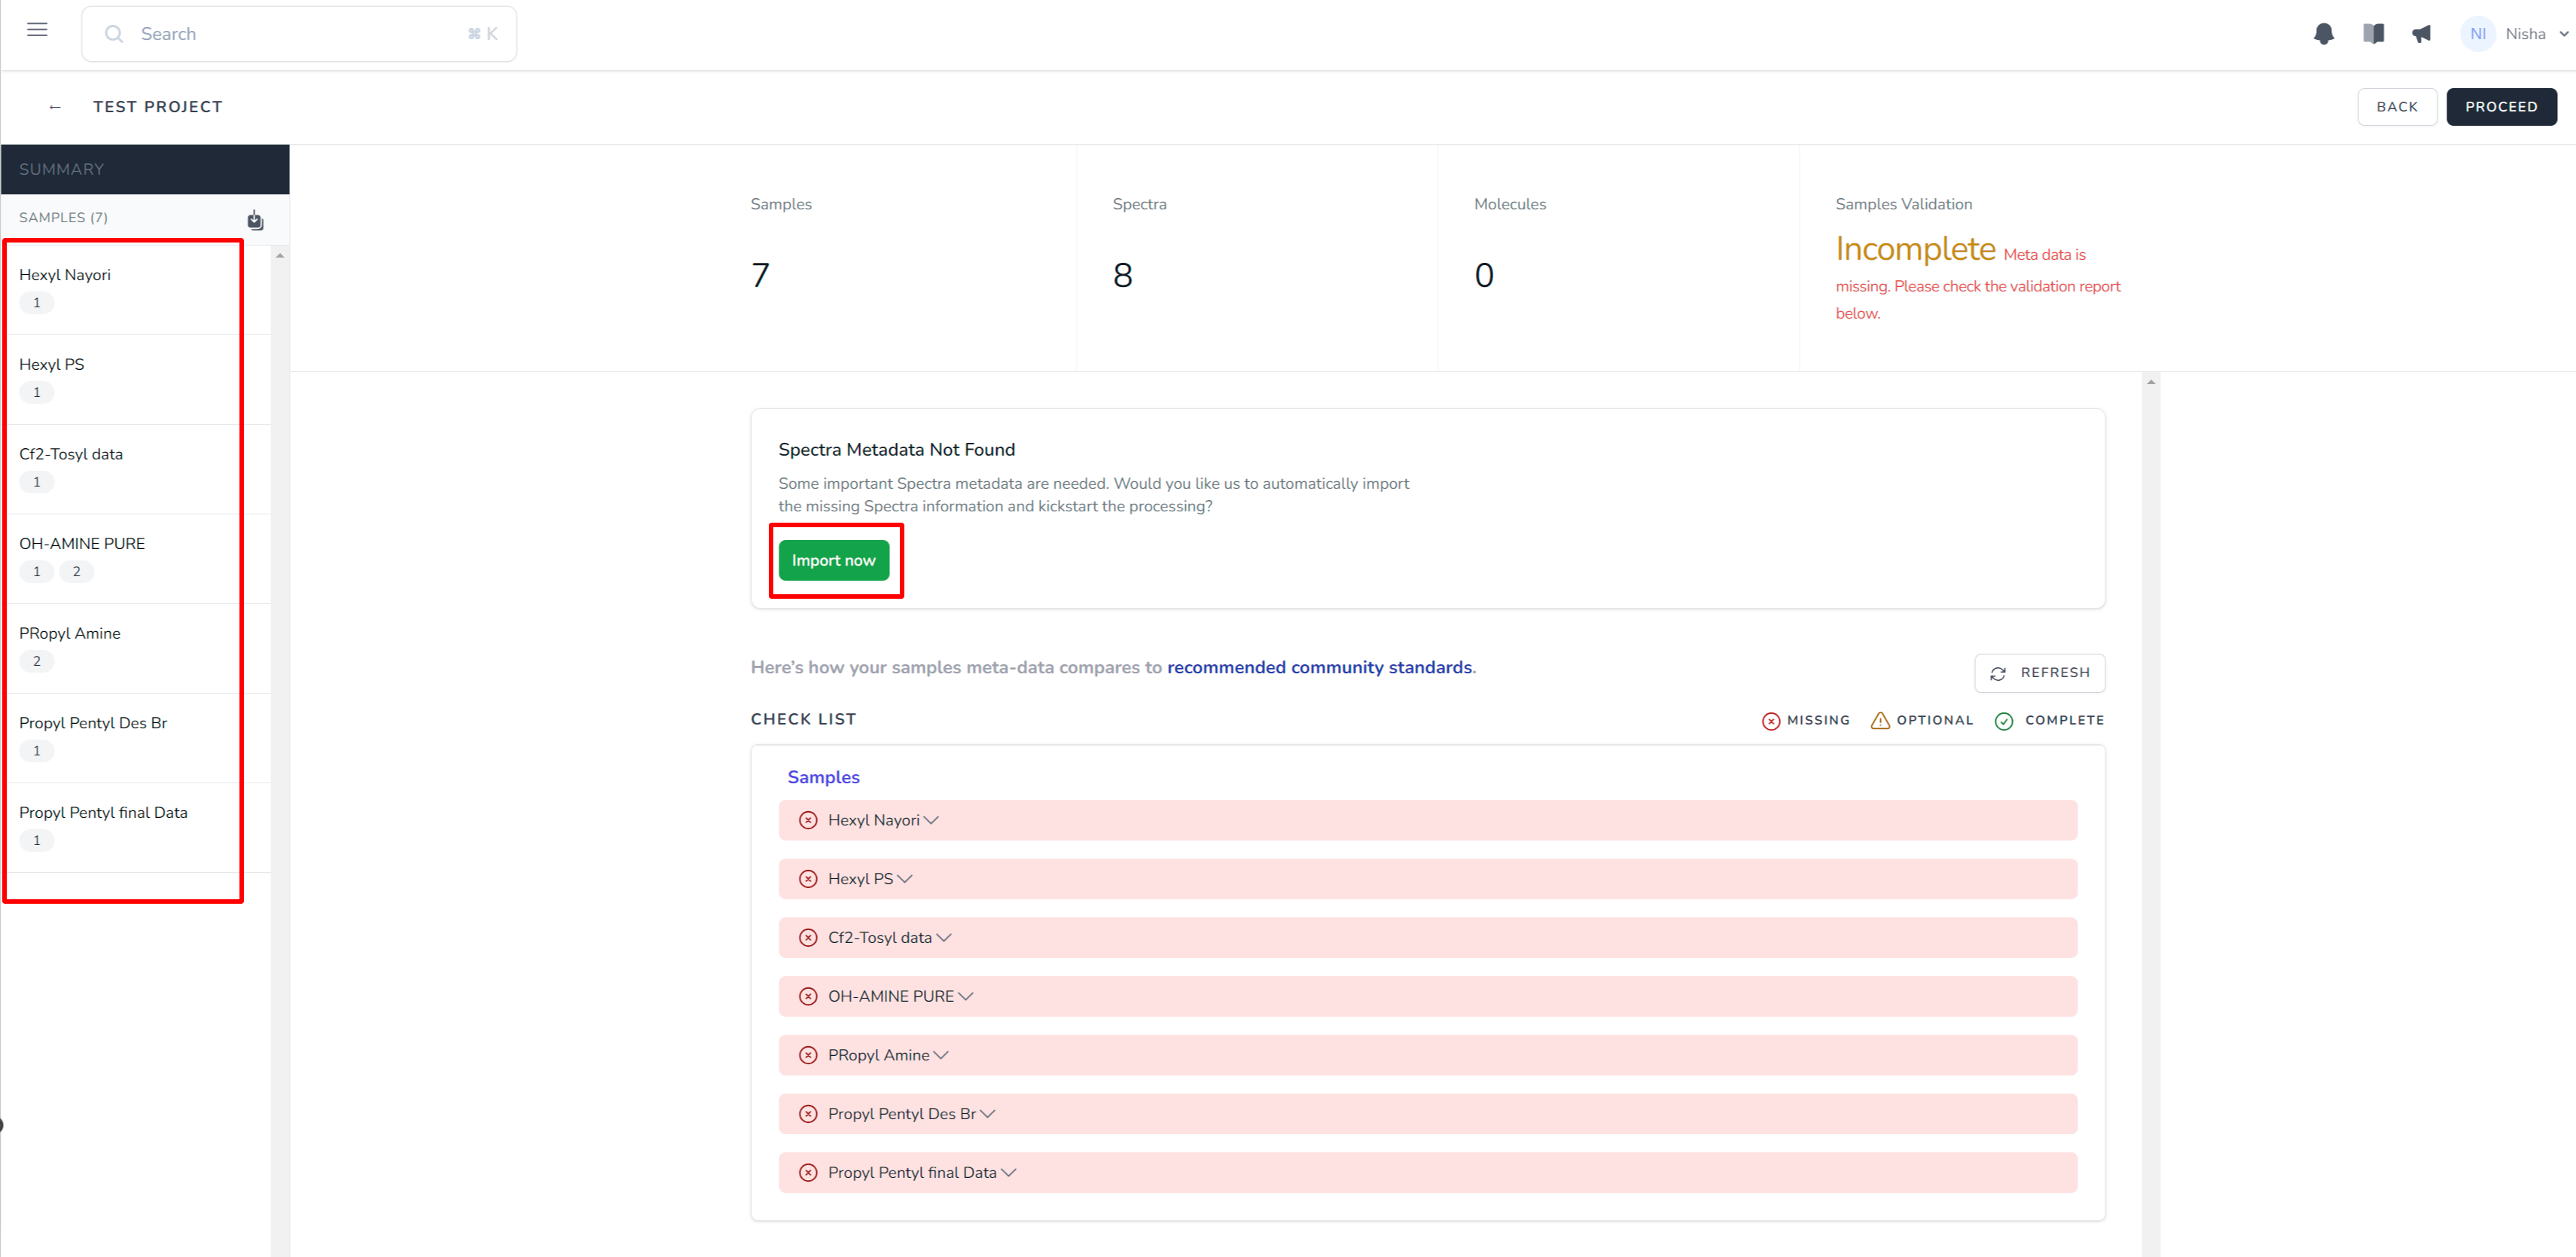 Search ⌘ K
NI Nisha
← TEST PROJECT
BACK PROCEED
SUMMARY
SAMPLES (7)
Hexyl Nayori
1
Hexyl PS
1
Cf2-Tosyl data
1
OH-AMINE PURE
1 2
PRopyl Amine
2
Propyl Pentyl Des Br
1
Propyl Pentyl final Data
1
Samples
7
Spectra
8
Molecules
0
Samples Validation
Incomplete Meta data is
missing. Please check the validation report
below.
Spectra Metadata Not Found
Some important Spectra metadata are needed. Would you like us to automatically import
the missing Spectra information and kickstart the processing?
Import now
Here's how your samples meta-data compares to recommended community standards.
REFRESH
CHECK LIST
MISSING OPTIONAL COMPLETE
Samples
Hexyl Nayori
Hexyl PS
Cf2-Tosyl data
OH-AMINE PURE
PRopyl Amine
Propyl Pentyl Des Br
Propyl Pentyl final Data